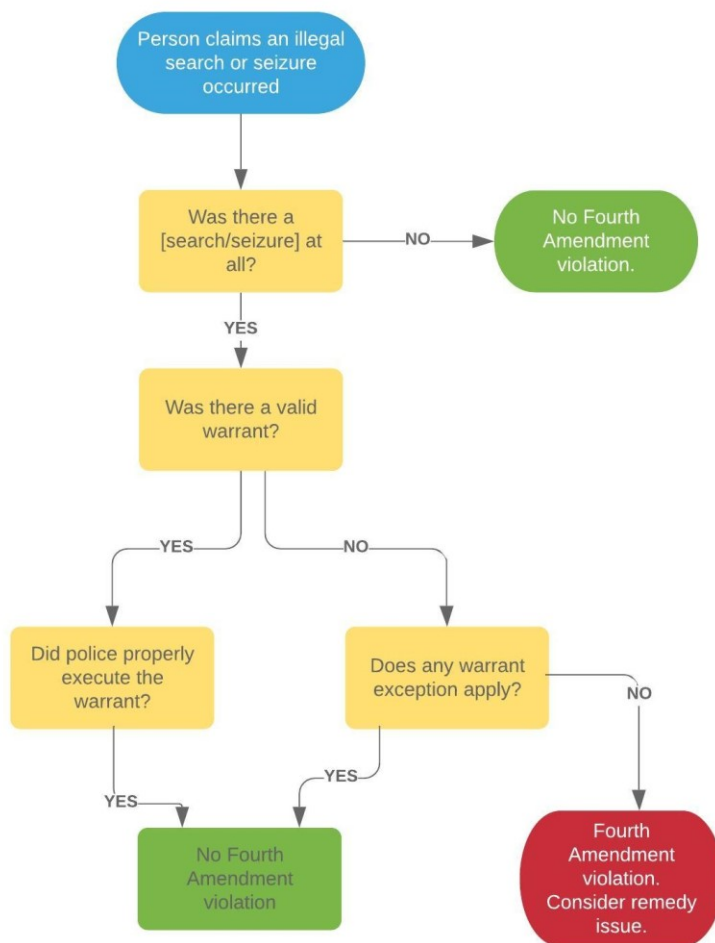 Person claims an illegal
search or seizure
occurred
Was there a
[search/seizure] at
all?
NO
No Fourth
Amendment
violation.
YES
Was there a valid
warrant?
YES
NO
Did police properly
execute the
warrant?
Does any warrant
exception apply?
NO
YES
YES
No Fourth
Amendment
violation
Fourth
Amendment
violation.
Consider remedy
issue.